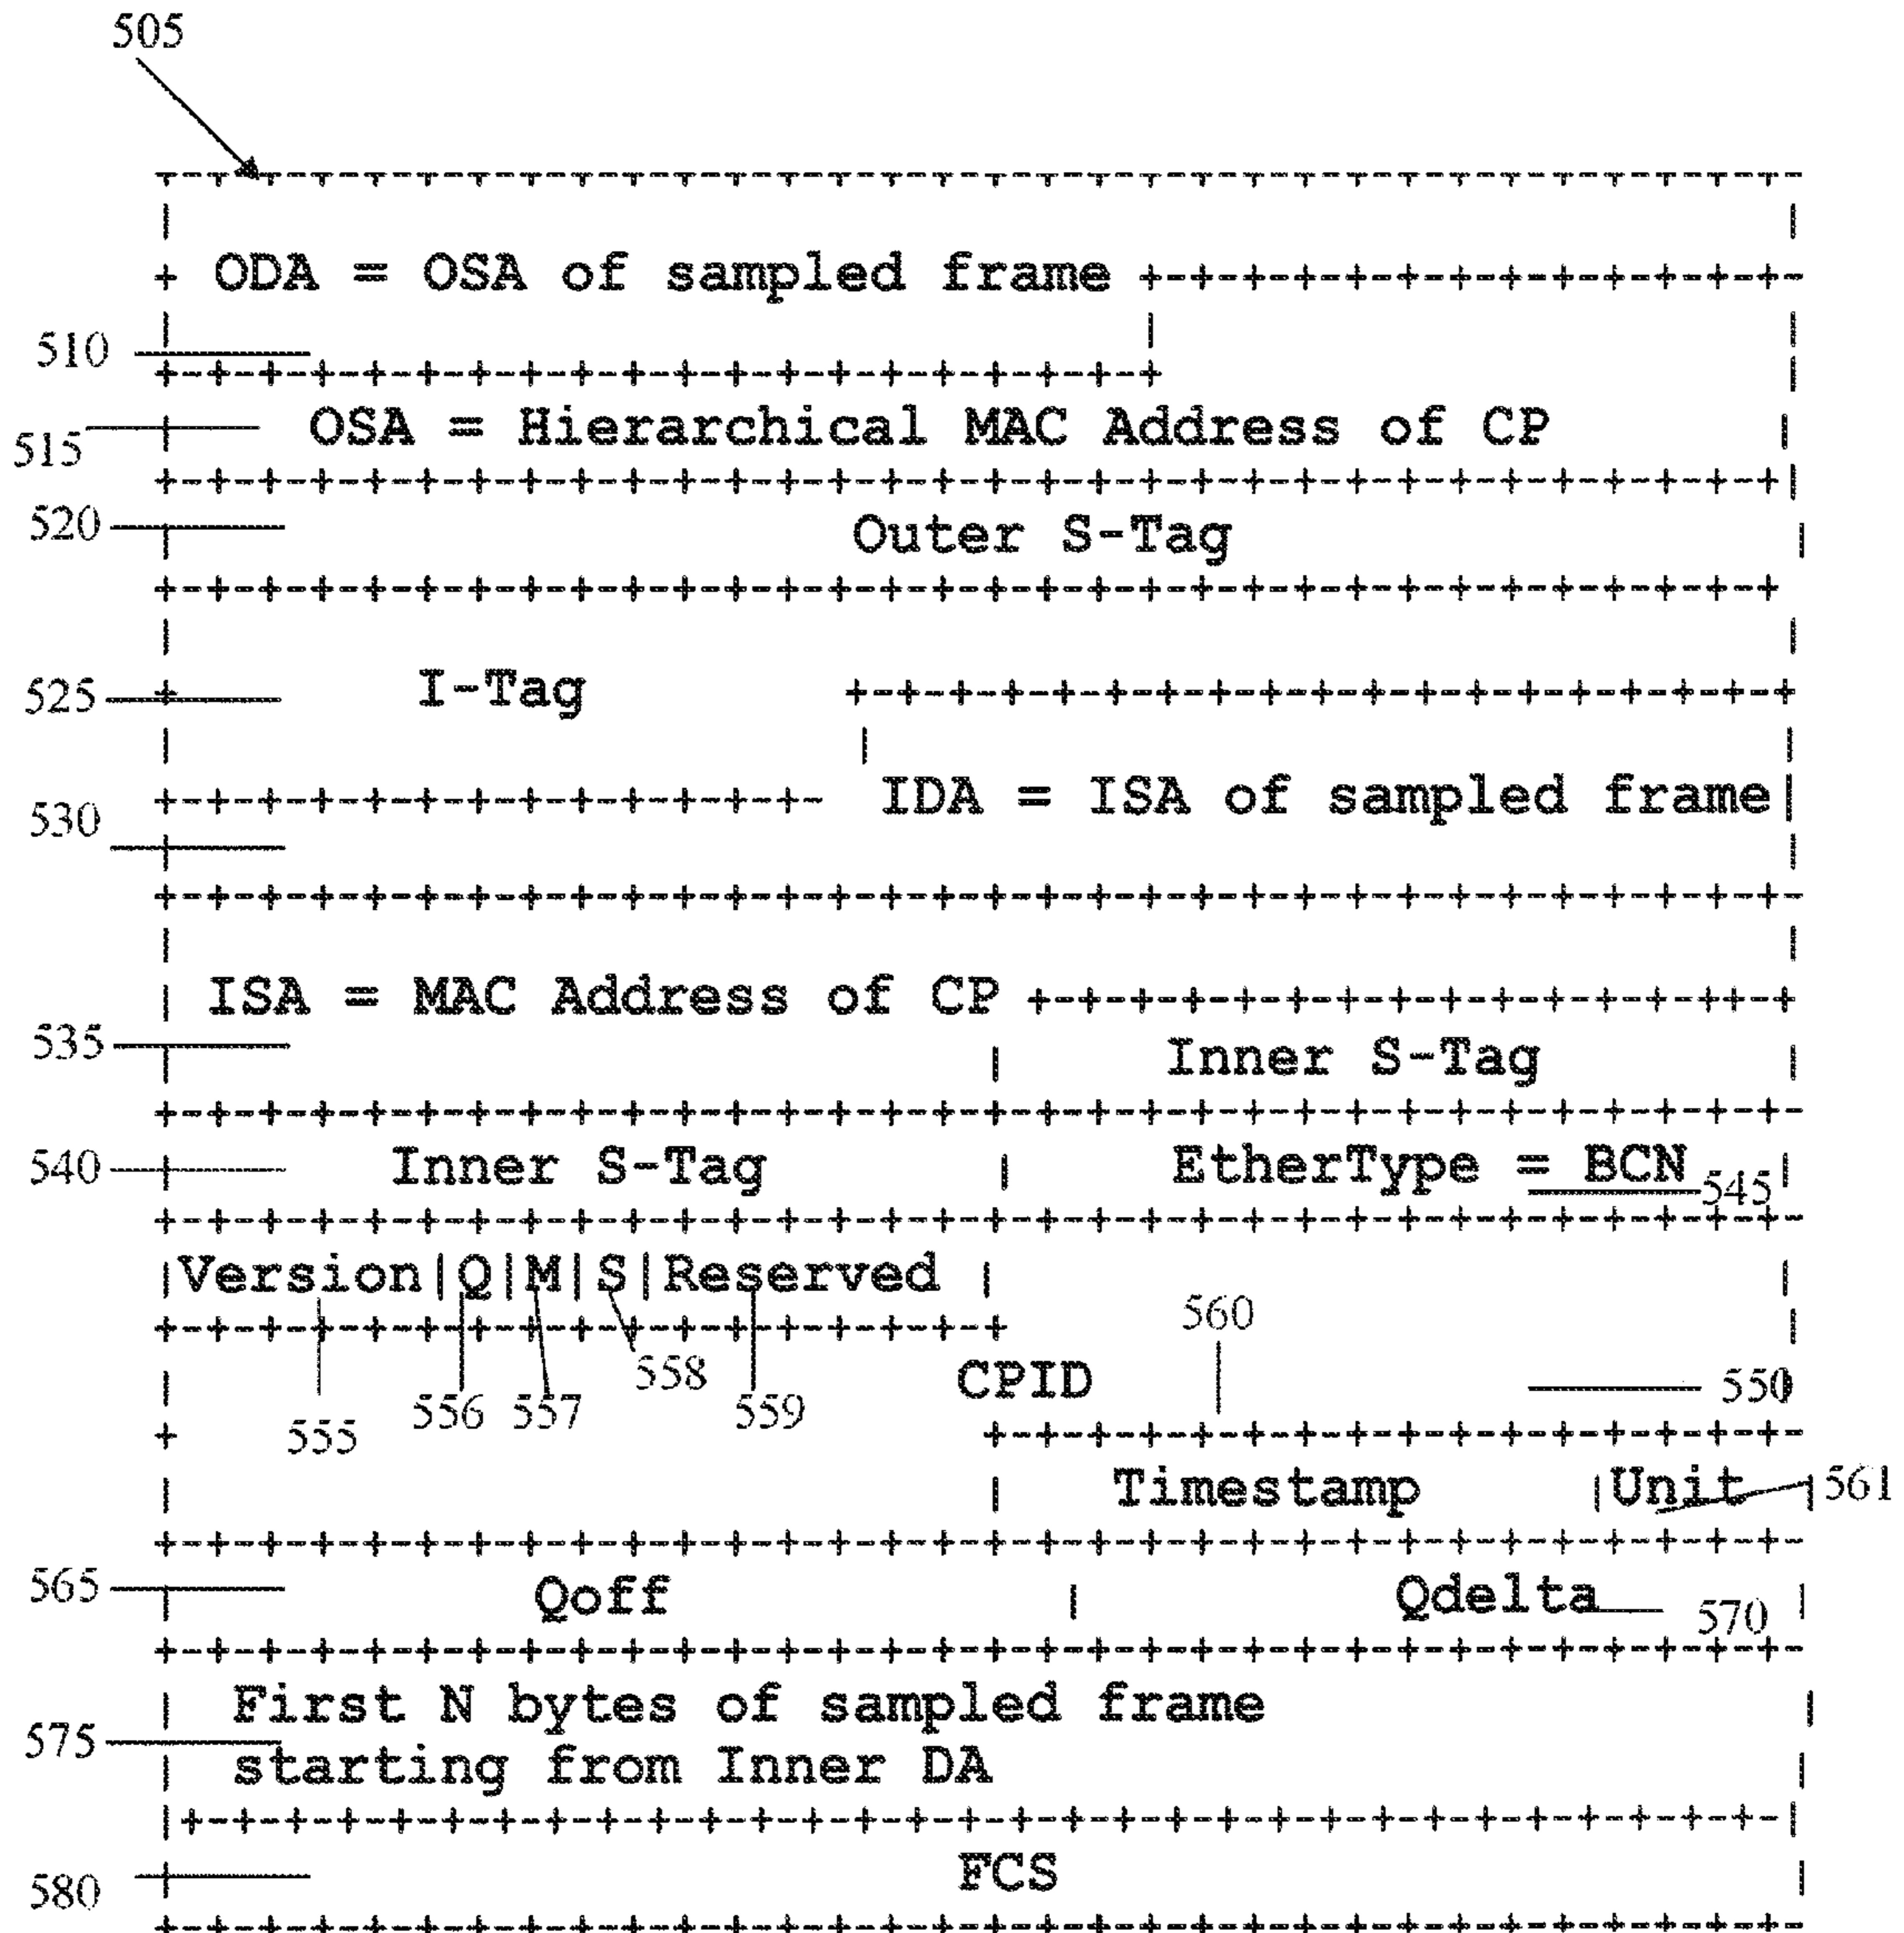 505
ODA = OSA of sampled frame
510
515 OSA = Hierarchical MAC Address of CP
520 Outer S-Tag
525 I-Tag
530 IDA = ISA of sampled frame
ISA = MAC Address of CP
535 Inner S-Tag
540 Inner S-Tag | EtherType = BCN 545
|Version|Q|M|S|Reserved |
560
558
CPID 550
556 557 559
555
Timestamp |Unit 561
565 Qoff | Qdelta 570
First N bytes of sampled frame
575
starting from Inner DA
FCS
580